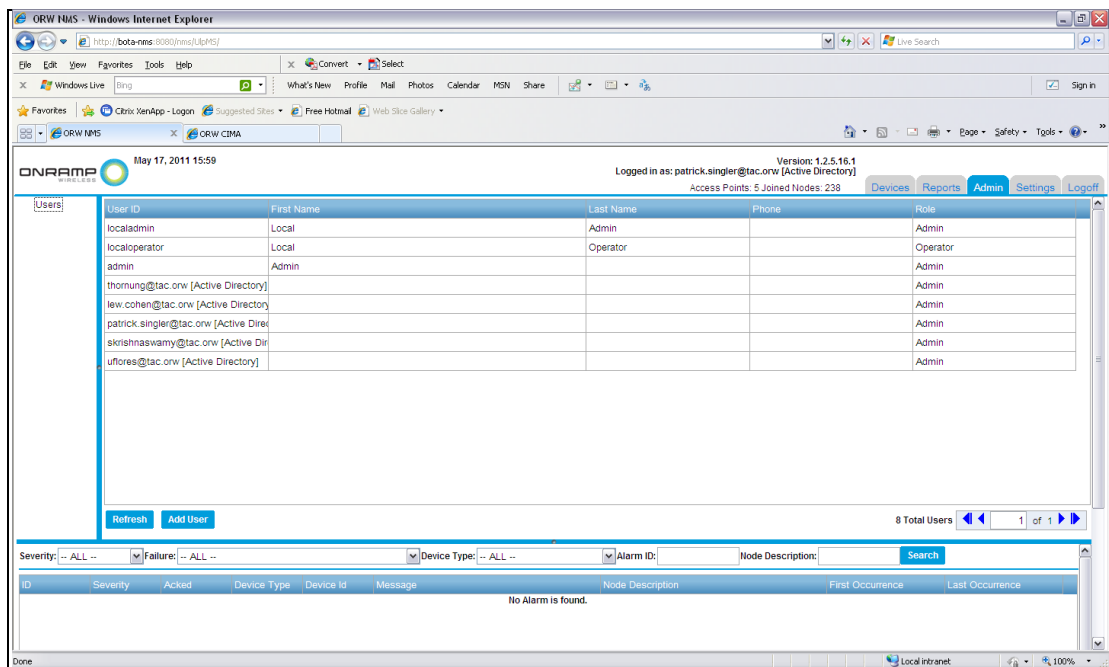 ORW NMS - Windows Internet Explorer
http://bota-nms:8080/nms/UlpMS/
Live Search
File Edit View Favorites Tools Help
x Convert Select
X Windows Live Bing What's New Profile Mail Photos Calendar MSN Share Sign in
Favorites Citrix XenApp - Logon Suggested Sites Free Hotmail Web Slice Gallery
ORW NMS X ORW CIMA Page Safety Tools »
ONRAMP
WIRELESS
May 17, 2011 15:59
Version: 1.2.5.16.1
Logged in as: patrick.singler@tac.orw [Active Directory]
Access Points: 5 Joined Nodes: 238
Devices Reports Admin Settings Logoff
Users
User ID First Name Last Name Phone Role
localadmin Local Admin Admin
localoperator Local Operator Operator
admin Admin Admin
thornung@tac.orw [Active Directory] Admin
lew.cohen@tac.orw [Active Directory Admin
patrick.singler@tac.orw [Active Direc Admin
skrishnaswamy@tac.orw [Active Dir Admin
uflores@tac.orw [Active Directory] Admin
Refresh Add User 8 Total Users 1 of 1
Severity: -- ALL -- Failure: -- ALL -- Device Type: -- ALL -- Alarm ID: Node Description: Search
ID Severity Acked Device Type Device Id Message Node Description First Occurrence Last Occurrence
No Alarm is found.
Done Local intranet 100%